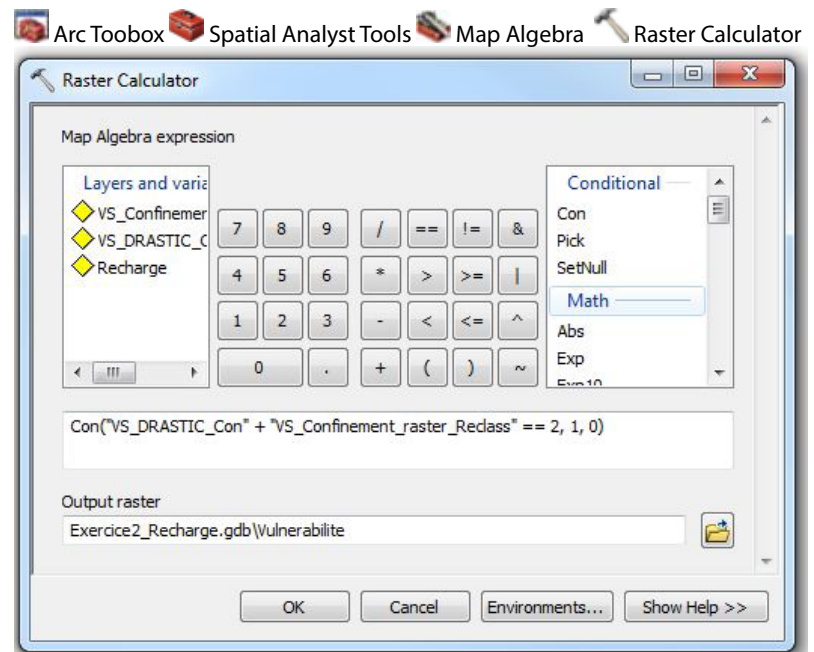 Arc Toobox Spatial Analyst Tools Map Algebra Raster Calculator
Raster Calculator
Map Algebra expression
Layers and varia
VS_Confinemer
VS_DRASTIC_C
Recharge
7 8 9 / == != &
4 5 6 * > >= |
1 2 3 - < <= ^
0 . + ( ) ~
Conditional
Con
Pick
SetNull
Math
Abs
Exp
Exp10
Con("VS_DRASTIC_Con" + "VS_Confinement_raster_Reclass" == 2, 1, 0)
Output raster
Exercice2_Recharge.gdb\Vulnerabilite
OK Cancel Environments... Show Help >>